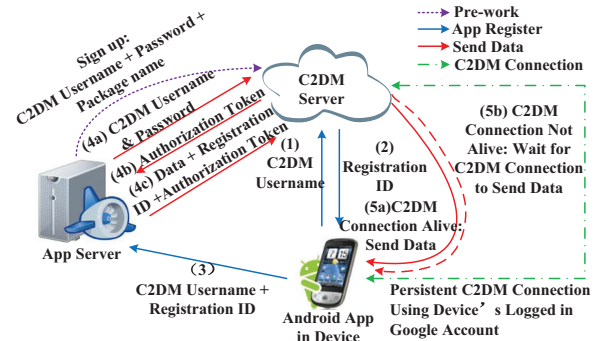 Pre-work
App Register
Send Data
C2DM Connection
Sign up:
C2DM Username + Password +
Package name
C2DM
Server
(4a) C2DM Username
& Password
(4b) Authorization Token
(4c) Data + Registration
ID +Authorization Token
(1)
C2DM
Username
(2)
Registration
ID
(5a)C2DM
Connection Alive:
Send Data
(5b) C2DM
Connection Not
Alive: Wait for
C2DM Connection
to Send Data
App Server
(3)
C2DM Username +
Registration ID
Android App
in Device
Persistent C2DM Connection
Using Device’s Logged in
Google Account